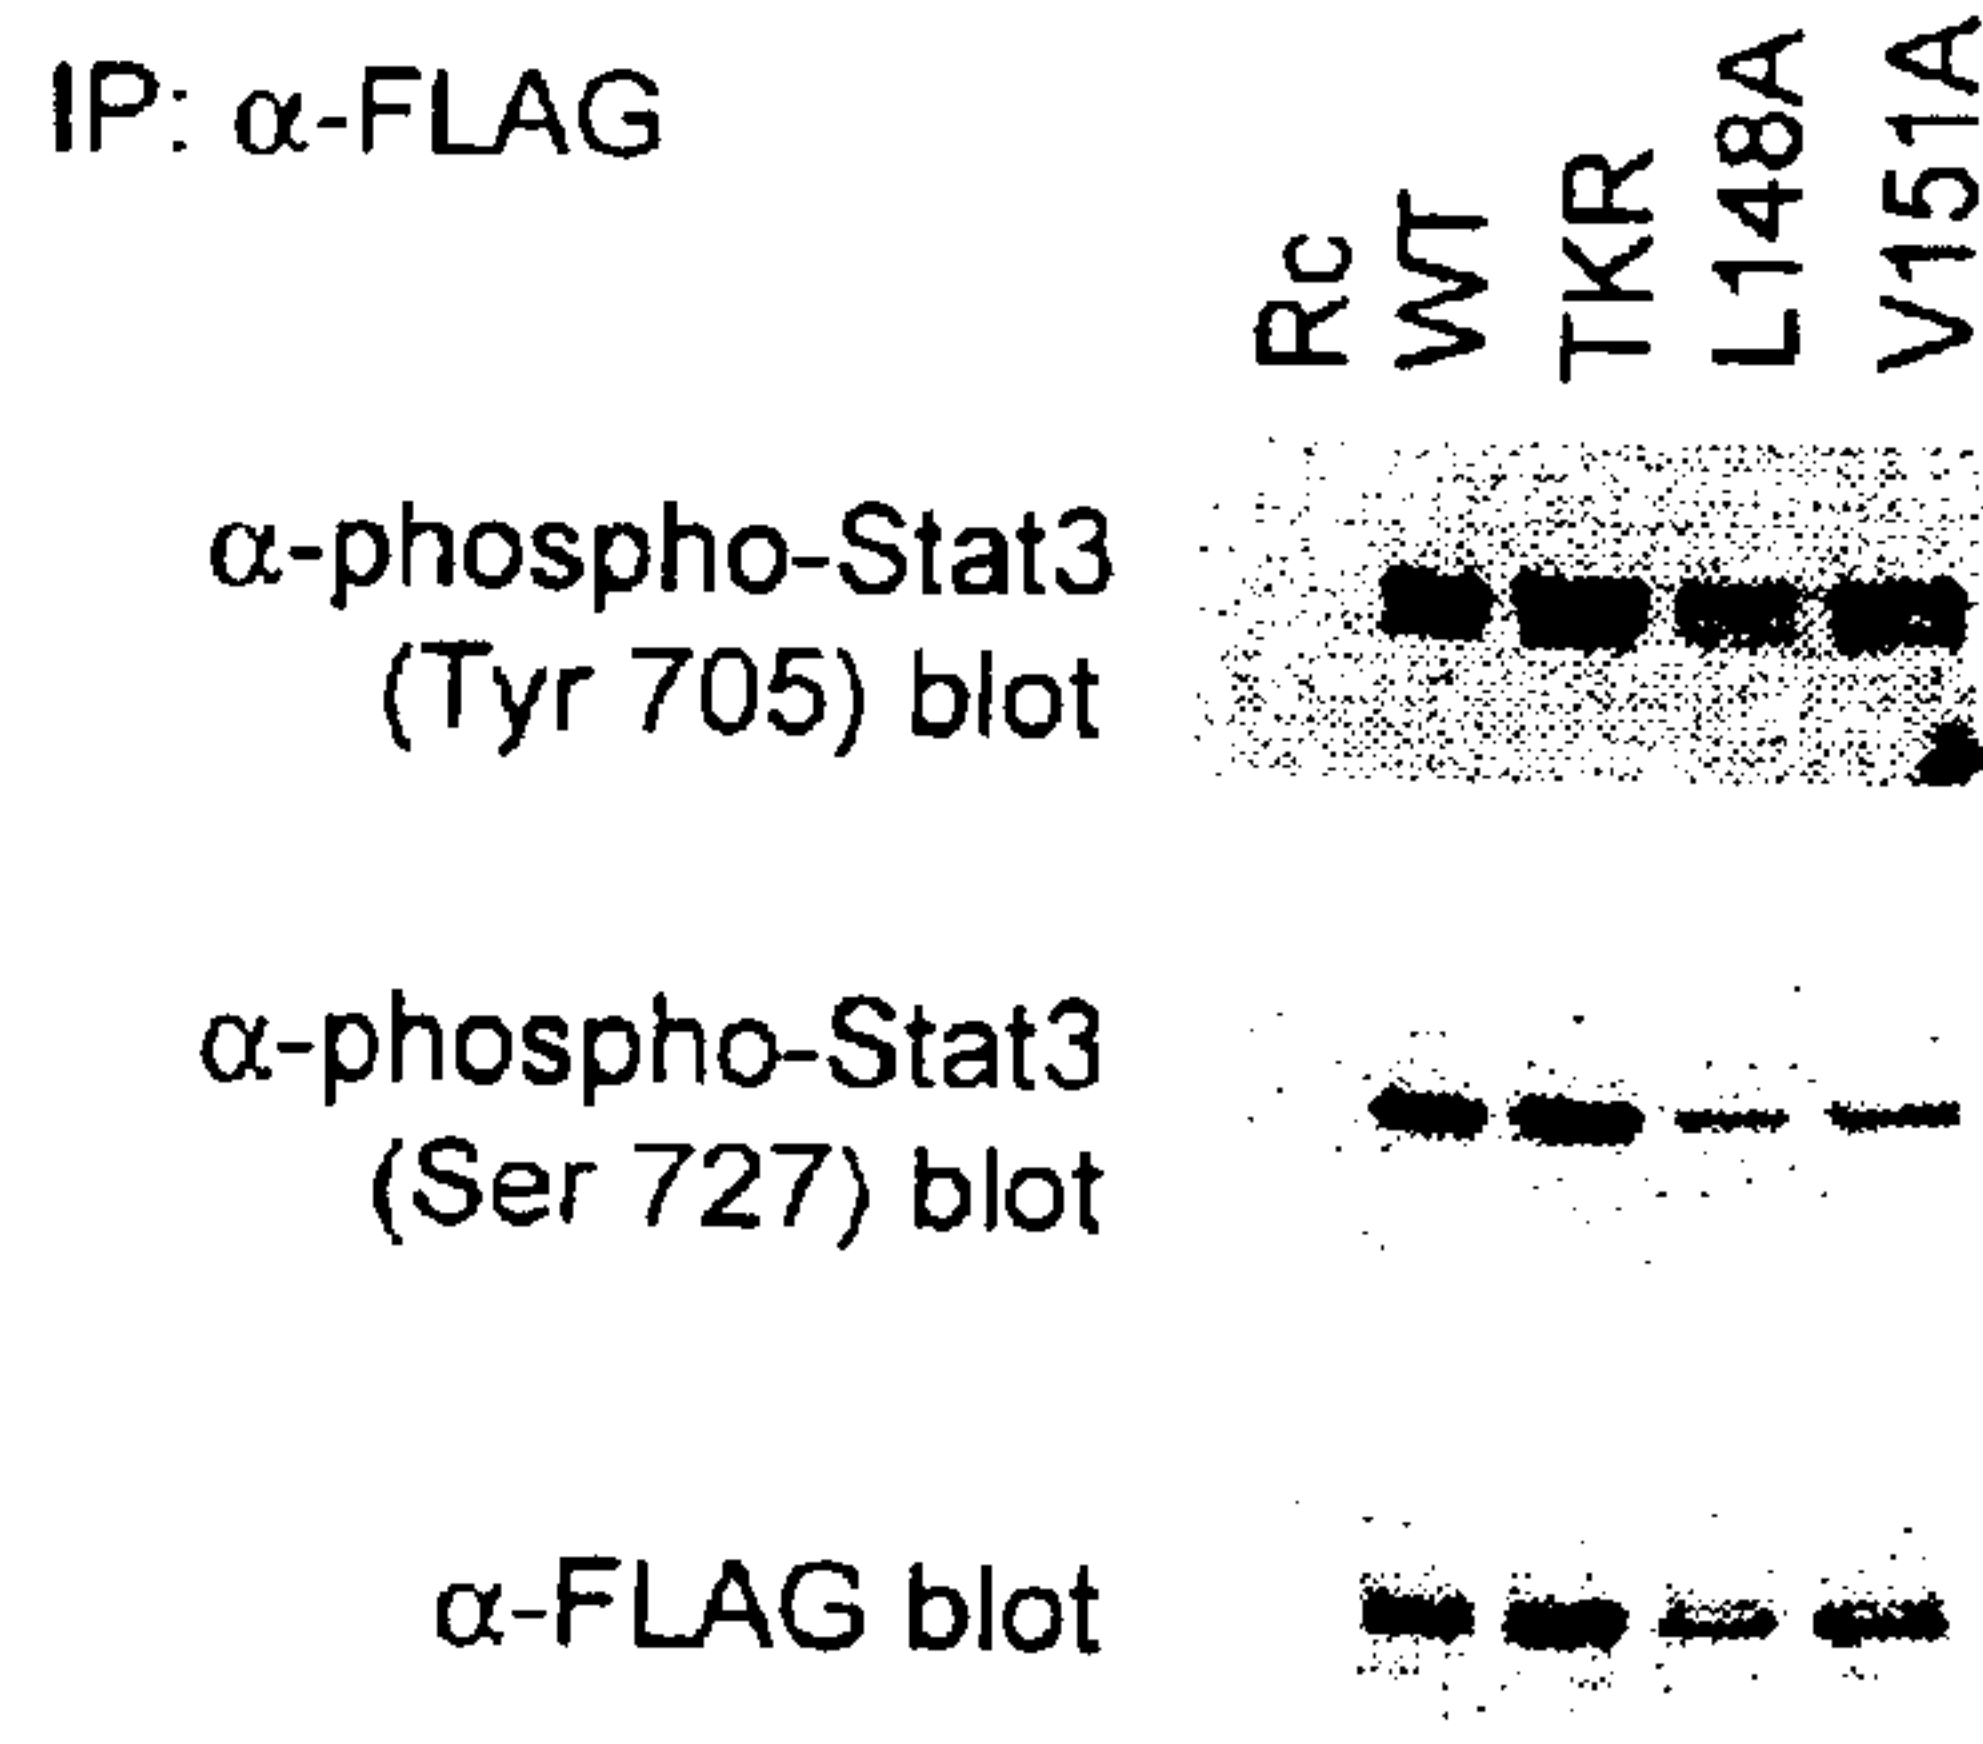 IP: α-FLAG
Rc
WT
TKR
L148A
V151A
α-phospho-Stat3
(Tyr 705) blot
α-phospho-Stat3
(Ser 727) blot
α-FLAG blot